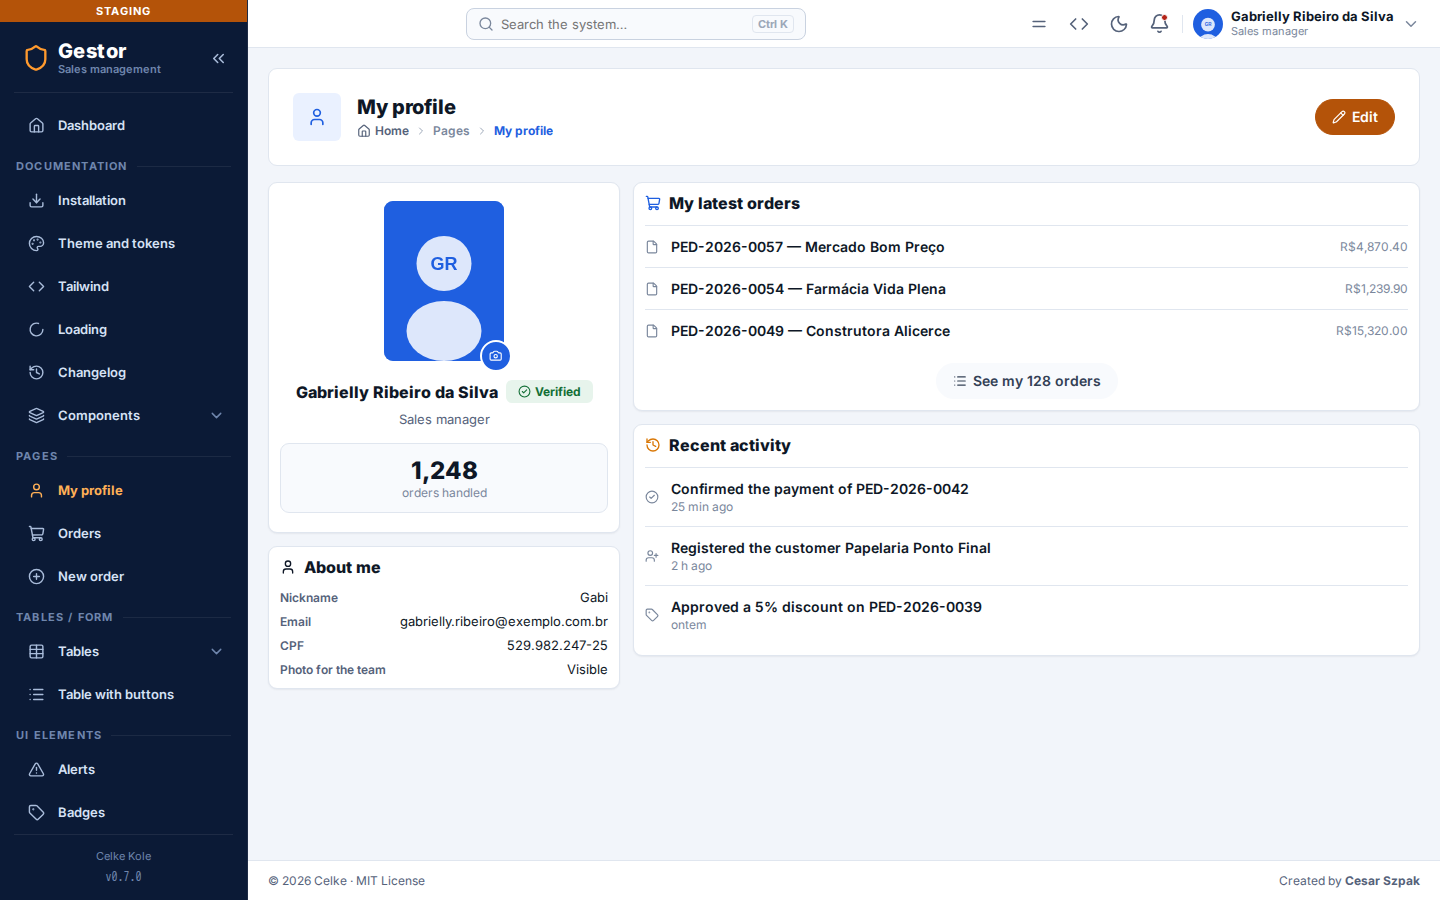 STAGING
Gestor
Sales management
Dashboard
DOCUMENTATION
Installation
Theme and tokens
Tailwind
Loading
Changelog
Components
PAGES
My profile
Orders
New order
TABLES / FORM
Tables
Table with buttons
UI ELEMENTS
Alerts
Badges
Celke Kole
v0.7.0
Search the system...
Ctrl K
GR
Gabrielly Ribeiro da Silva
Sales manager
My profile
Home
Pages
My profile
Edit
GR
Gabrielly Ribeiro da Silva
Verified
Sales manager
1,248
orders handled
About me
Nickname Gabi
Email gabrielly.ribeiro@exemplo.com.br
CPF 529.982.247-25
Photo for the team Visible
My latest orders
PED-2026-0057 — Mercado Bom Preço R$4,870.40
PED-2026-0054 — Farmácia Vida Plena R$1,239.90
PED-2026-0049 — Construtora Alicerce R$15,320.00
See my 128 orders
Recent activity
Confirmed the payment of PED-2026-0042
25 min ago
Registered the customer Papelaria Ponto Final
2 h ago
Approved a 5% discount on PED-2026-0039
ontem
© 2026 Celke · MIT License
Created by Cesar Szpak